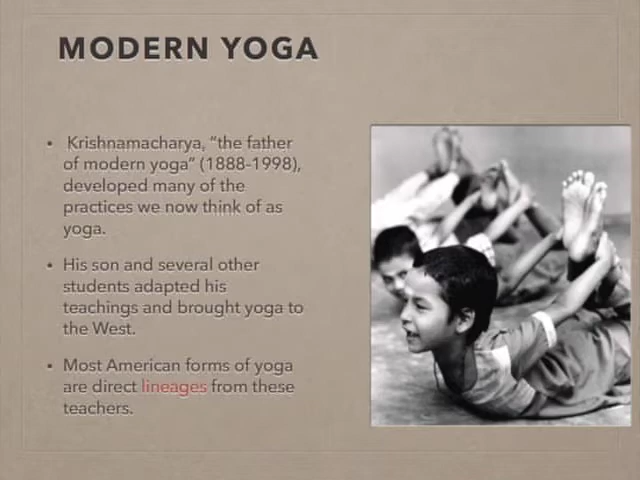 MODERN YOGA
• Krishnamacharya, “the father
of modern yoga” (1888-1998),
developed many of the
practices we now think of as
yoga.
• His son and several other
students adapted his
teachings and brought yoga to
the West.
• Most American forms of yoga
are direct lineages from these
teachers.